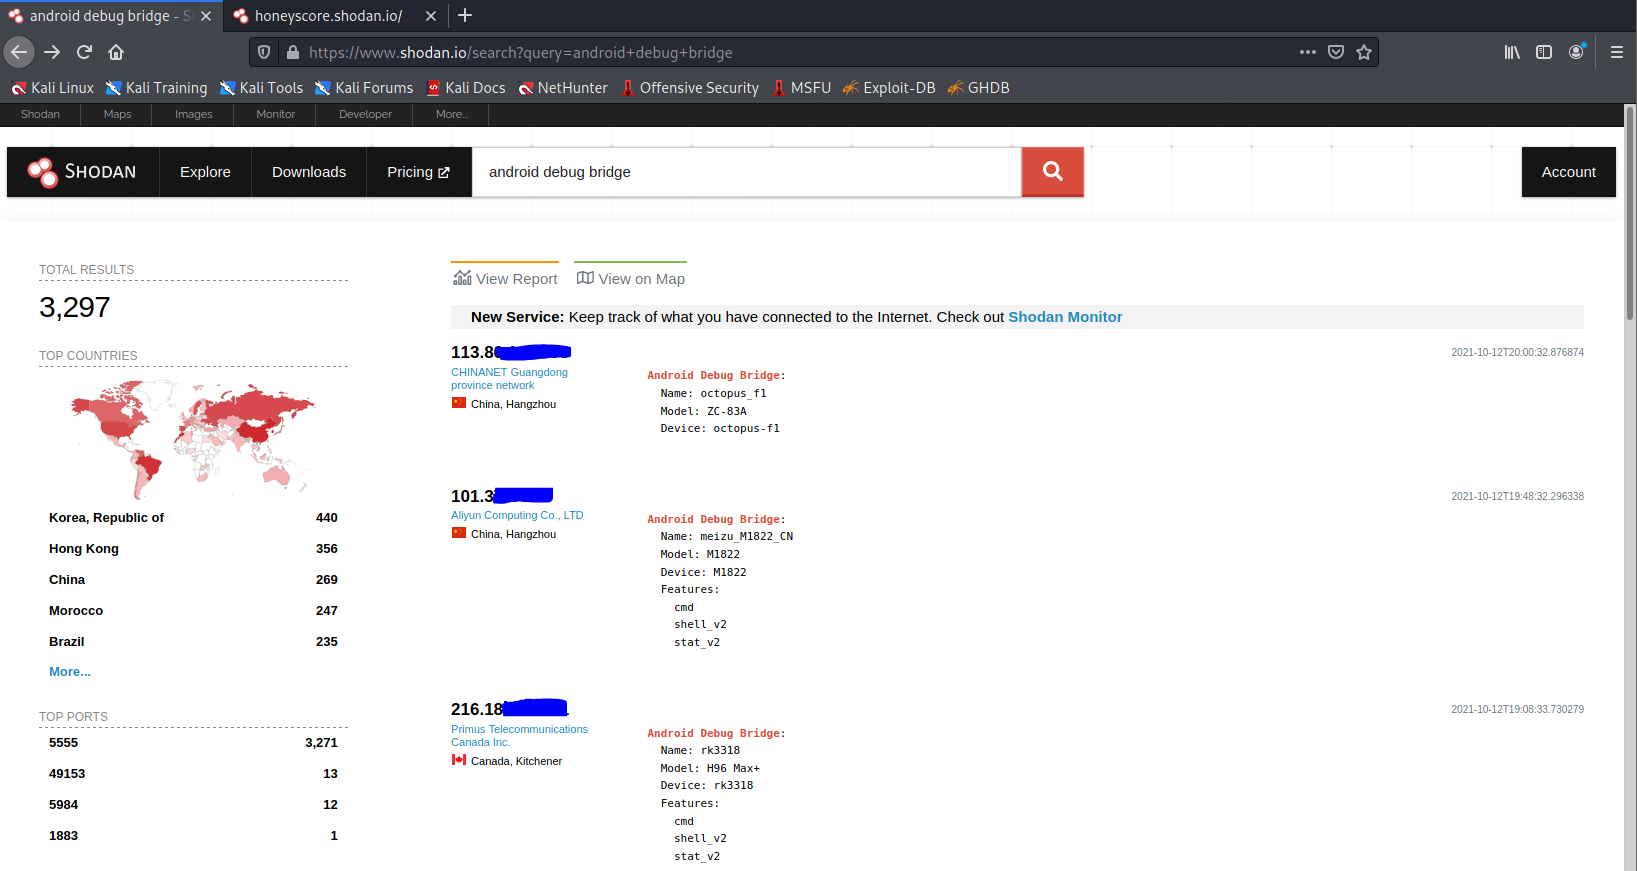 android debug bridge - S
honeyscore.shodan.io/
https://www.shodan.io/search?query=android+debug+bridge
Kali Linux Kali Training Kali Tools Kali Forums Kali Docs NetHunter Offensive Security MSFU Exploit-DB GHDB
Shodan Maps Images Monitor Developer More...
SHODAN Explore Downloads Pricing android debug bridge Account
TOTAL RESULTS
3,297
TOP COUNTRIES
Korea, Republic of 440
Hong Kong 356
China 269
Morocco 247
Brazil 235
More...
TOP PORTS
5555 3,271
49153 13
5984 12
1883 1
View Report View on Map
New Service: Keep track of what you have connected to the Internet. Check out Shodan Monitor
113.8
2021-10-12T20:00:32.876874
CHINANET Guangdong
province network
China, Hangzhou
Android Debug Bridge:
Name: octopus_f1
Model: ZC-83A
Device: octopus-f1
101.3
2021-10-12T19:48:32.296338
Aliyun Computing Co., LTD
China, Hangzhou
Android Debug Bridge:
Name: meizu_M1822_CN
Model: M1822
Device: M1822
Features:
cmd
shell_v2
stat_v2
216.18
2021-10-12T19:08:33.730279
Primus Telecommunications
Canada Inc.
Canada, Kitchener
Android Debug Bridge:
Name: rk3318
Model: H96 Max+
Device: rk3318
Features:
cmd
shell_v2
stat_v2